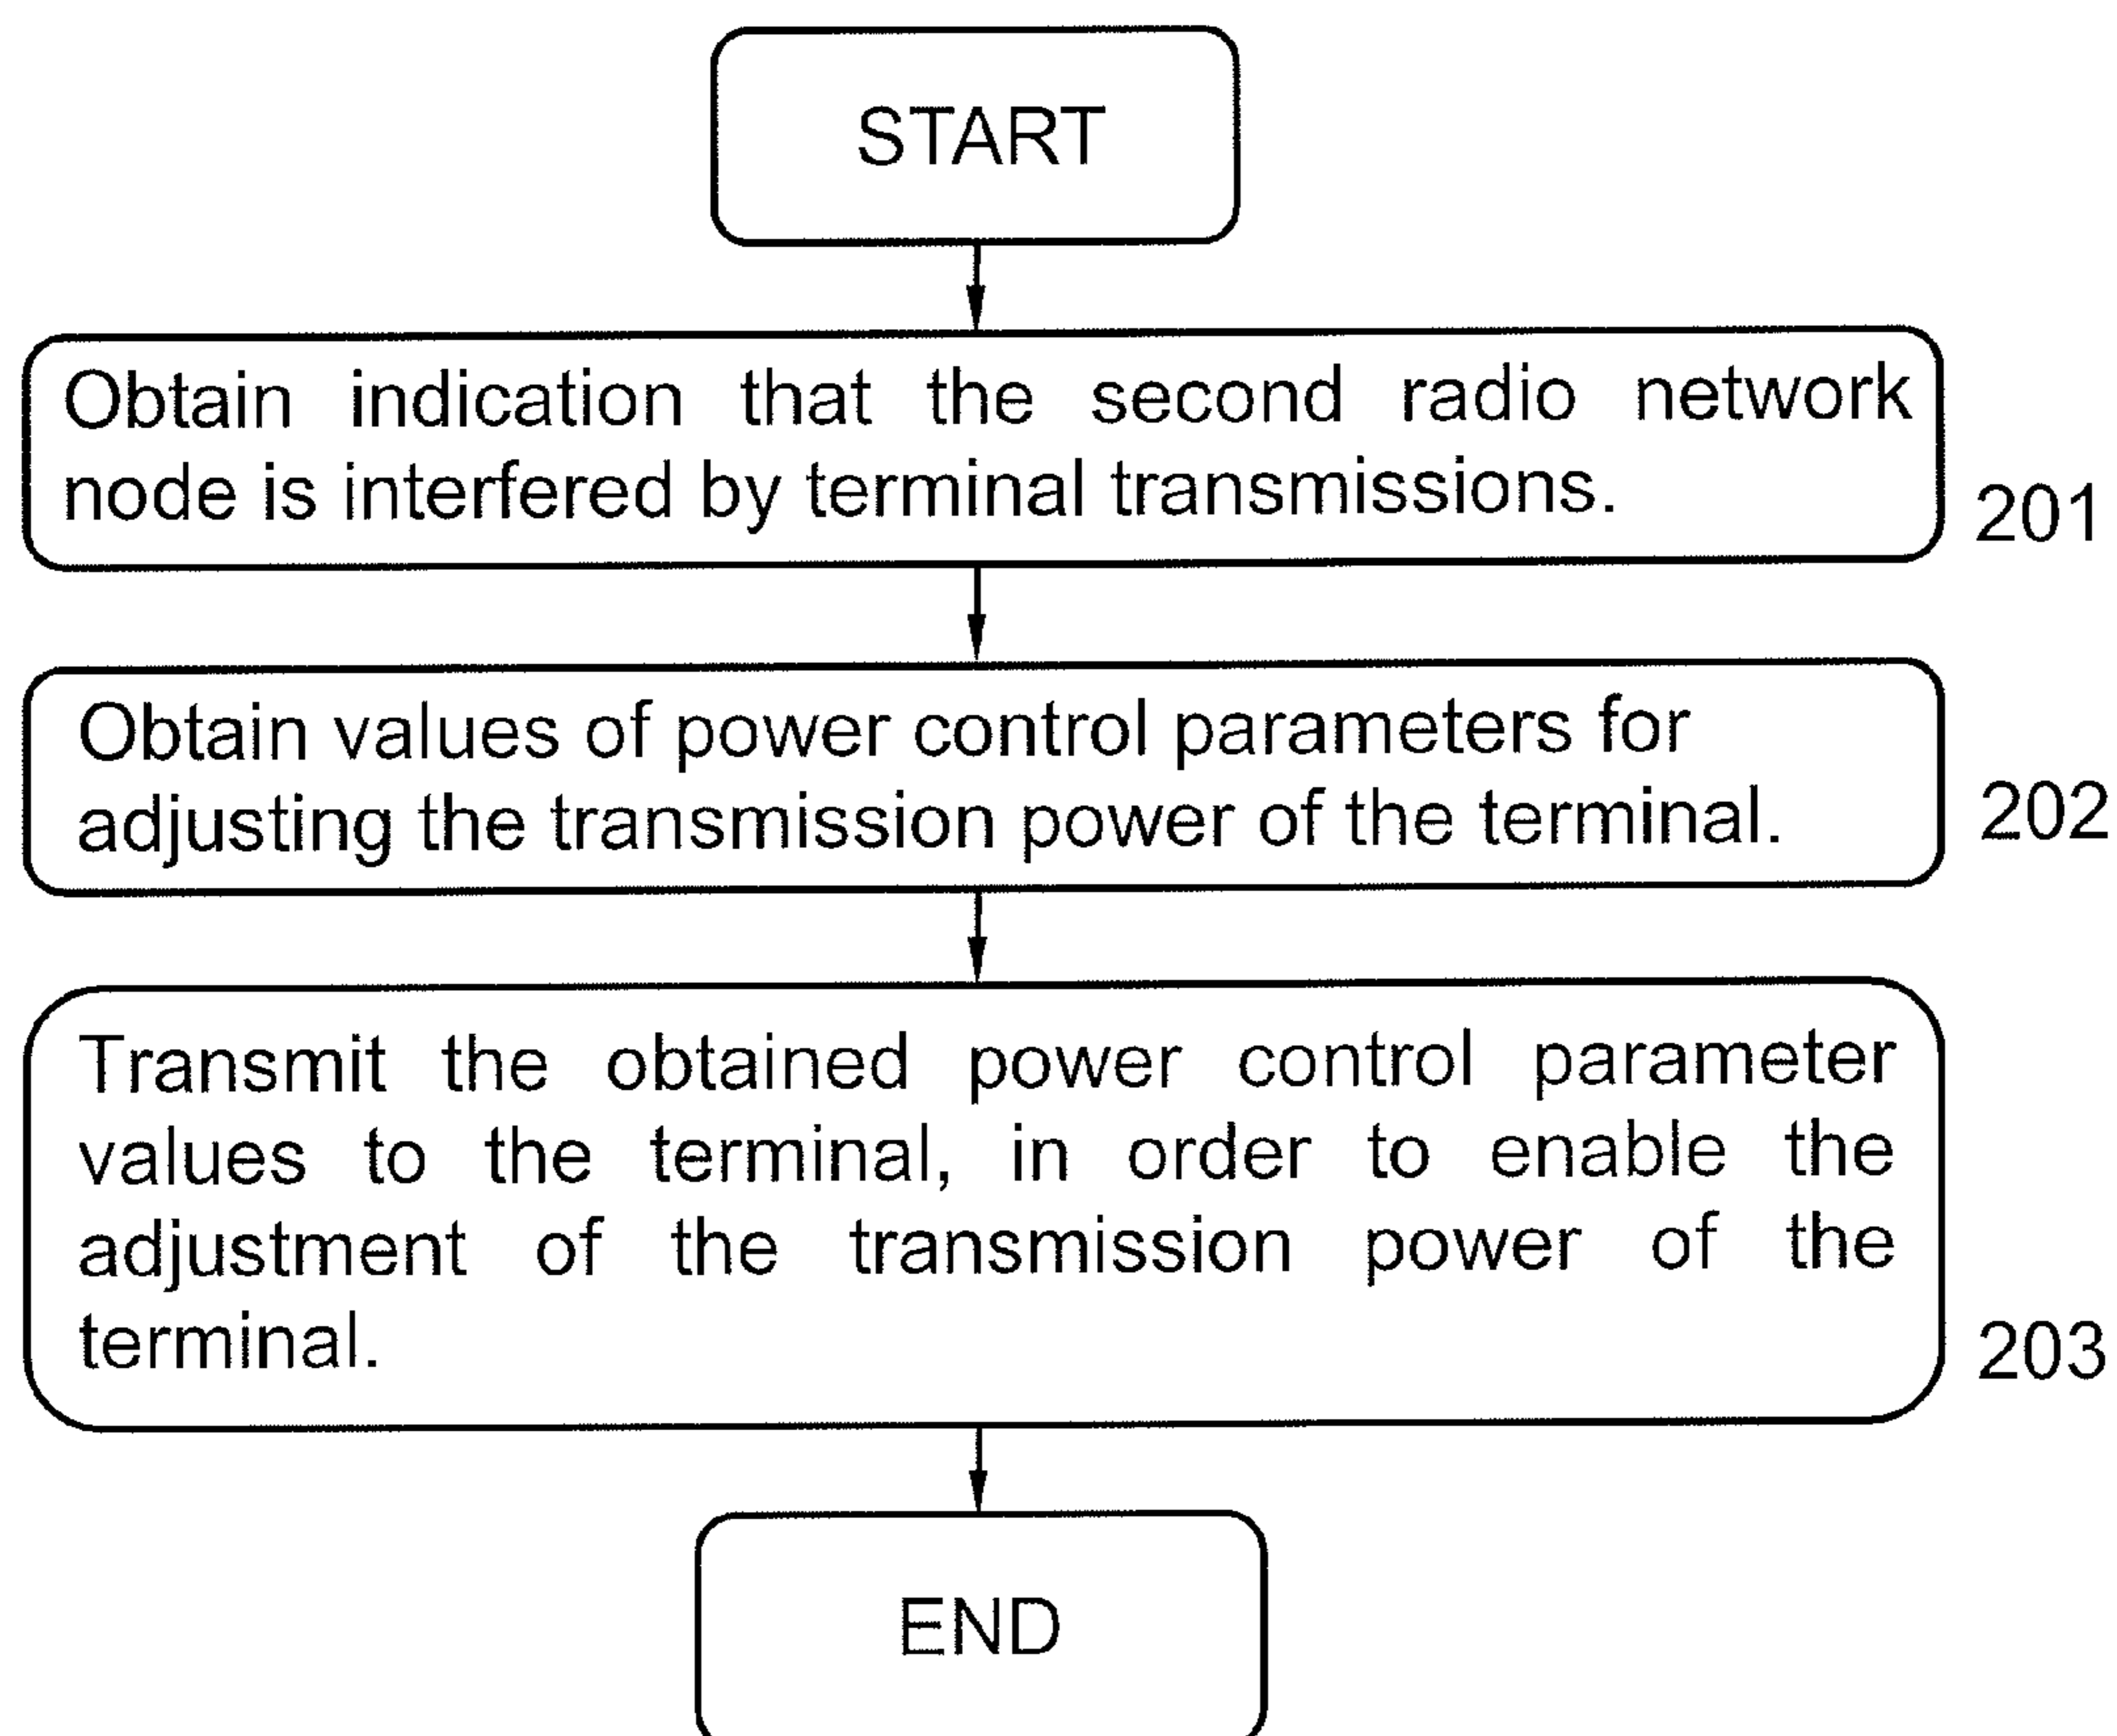 START
Obtain indication that the second radio network
node is interfered by terminal transmissions.
201
Obtain values of power control parameters for
adjusting the transmission power of the terminal.
202
Transmit the obtained power control parameter
values to the terminal, in order to enable the
adjustment of the transmission power of the
terminal.
203
END